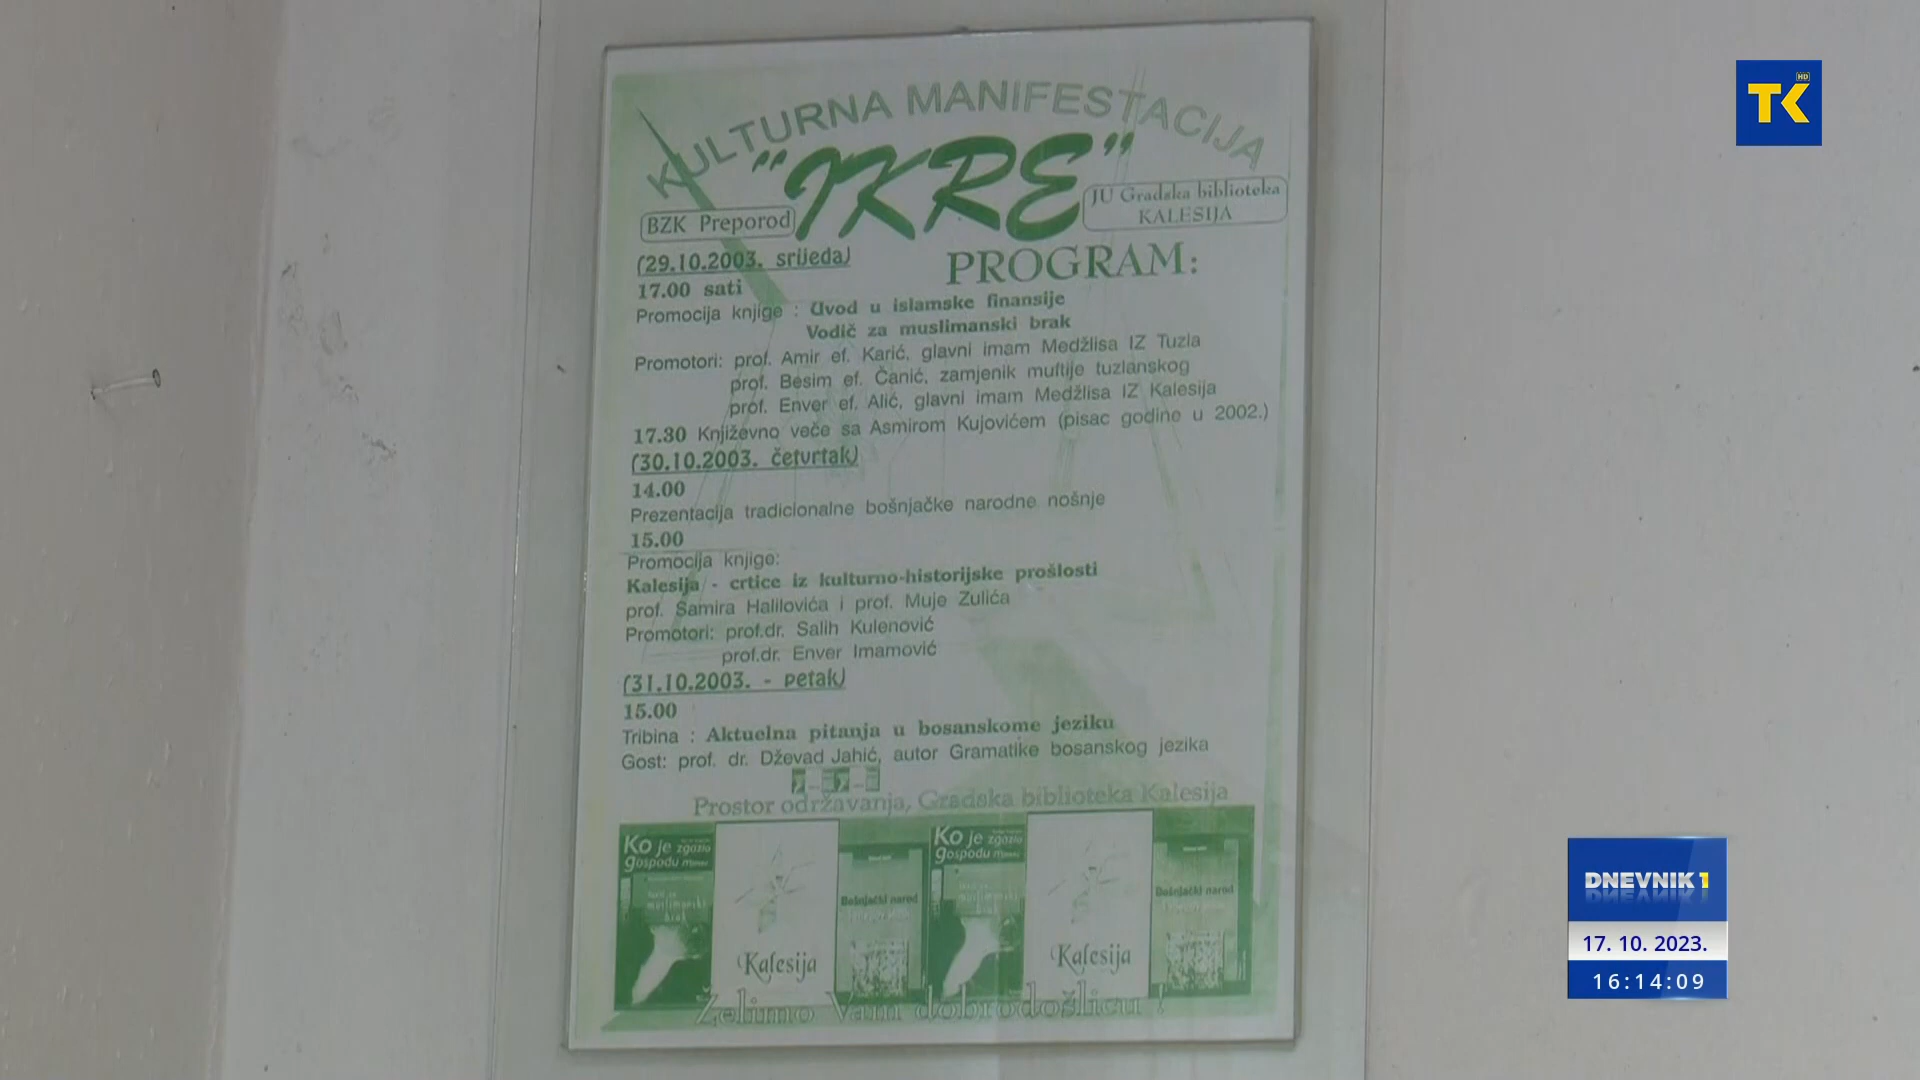 KULTURNA MANIFESTACIJA
"IKRE"
BZK Preporod
JU Gradska biblioteka
KALESIJA
PROGRAM:
(29.10.2003. srijeda)
17.00 sati
Promocija knjige : Uvod u islamske finansije
Vodič za muslimanski brak
Promotori: prof. Amir ef. Karić, glavni imam Medžlisa IZ Tuzla
prof. Besim ef. Čanić, zamjenik muftije tuzlanskog
prof. Enver ef. Alić, glavni imam Medžlisa IZ Kalesija
17.30 Književno veče sa Asmirom Kujovićem (pisac godine u 2002.)
(30.10.2003. četvrtak)
14.00
Prezentacija tradicionalne bošnjačke narodne nošnje
15.00
Promocija knjige:
Kalesija - crtice iz kulturno-historijske prošlosti
prof. Samira Halilovića i prof. Muje Zulića
Promotori: prof.dr. Salih Kulenović
prof.dr. Enver Imamović
(31.10.2003. - petak)
15.00
Tribina : Aktuelna pitanja u bosanskome jeziku
Gost: prof. dr. Dževad Jahić, autor Gramatike bosanskog jezika
Prostor održavanja, Gradska biblioteka Kalesija
Ko je zgazio
gospodu
muslimanski
brak
Kalesija
Bošnjački narod
Ko je zgazio
gospodu
muslimanski
brak
Kalesija
Bošnjački narod
Želimo Vam dobrodošlicu !
TK HD
DNEVNIK 1
17. 10. 2023.
16:14:09